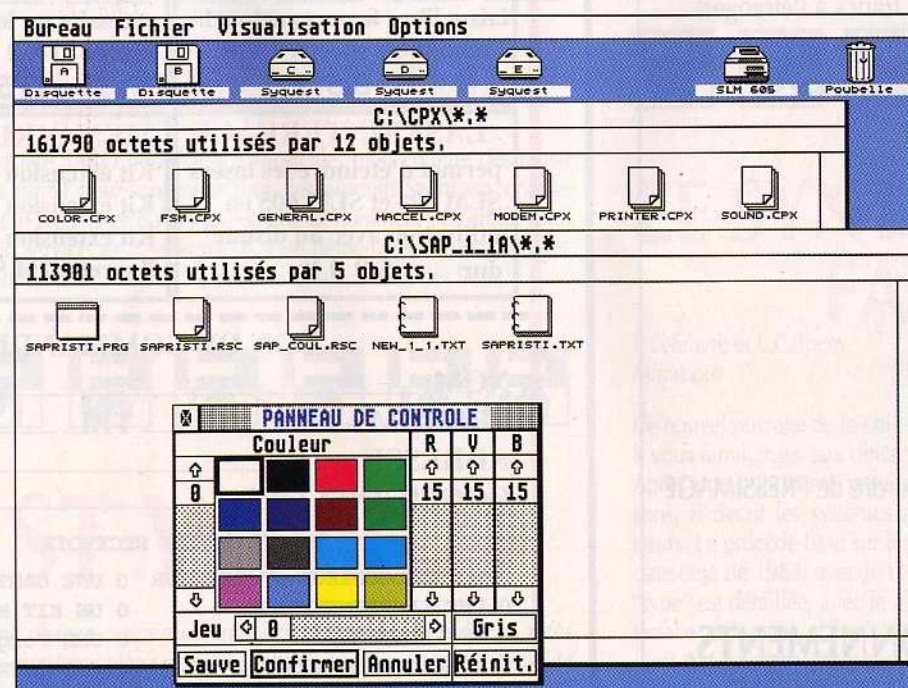 Bureau Fichier Visualisation Options
A B C D E
Disquette Disquette Syquest Syquest Syquest SLM 605 Poubelle
C:\CPX\*.*
161790 octets utilisés par 12 objets.
COLOR.CPX FSM.CPX GENERAL.CPX MACCEL.CPX MODEM.CPX PRINTER.CPX SOUND.CPX
C:\SAP_1_1A\*.*
113901 octets utilisés par 5 objets.
SAPRISTI.PRG SAPRISTI.RSC SAP_COUL.RSC NEW_1_1.TXT SAPRISTI.TXT
PANNEAU DE CONTROLE
Couleur R V B
0 15 15 15
Jeu 0 Gris
Sauve Confirmer Annuler Réinit.